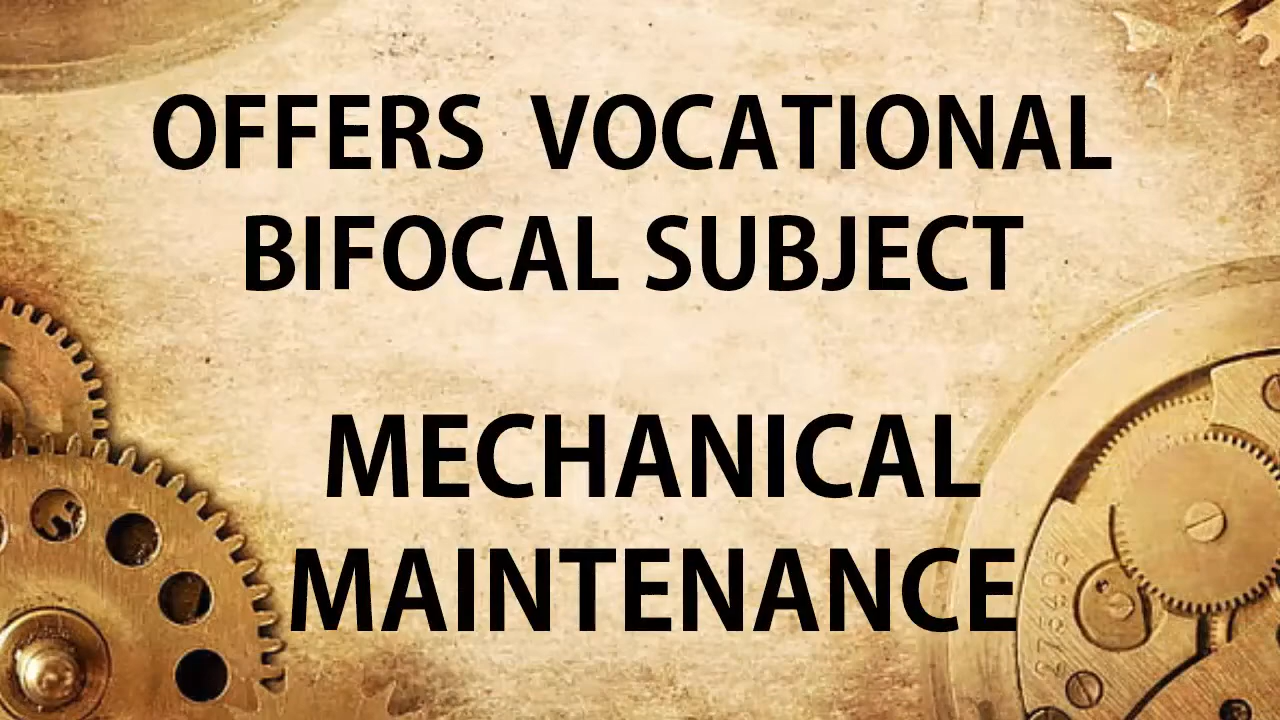 OFFERS VOCATIONAL
BIFOCAL SUBJECT
MECHANICAL
MAINTENANCE